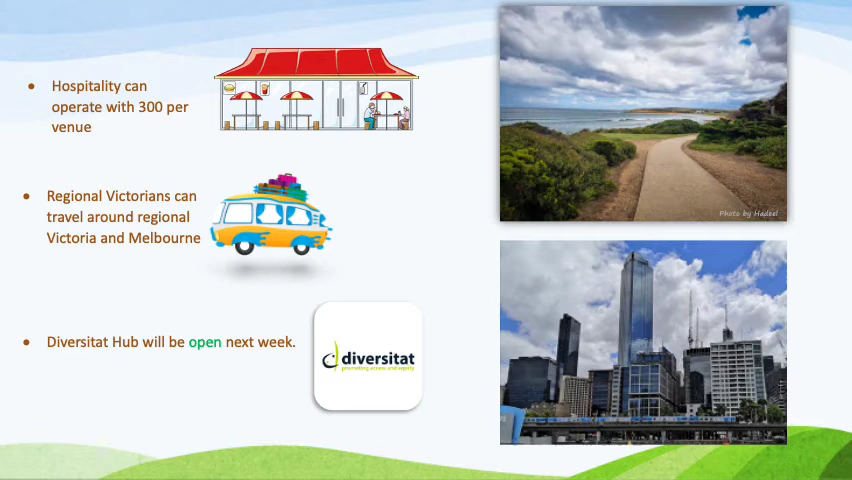 • Hospitality can
operate with 300 per
venue
• Regional Victorians can
travel around regional
Victoria and Melbourne
• Diversitat Hub will be open next week.
diversitat
promoting access and equity
Photo by Hadeel